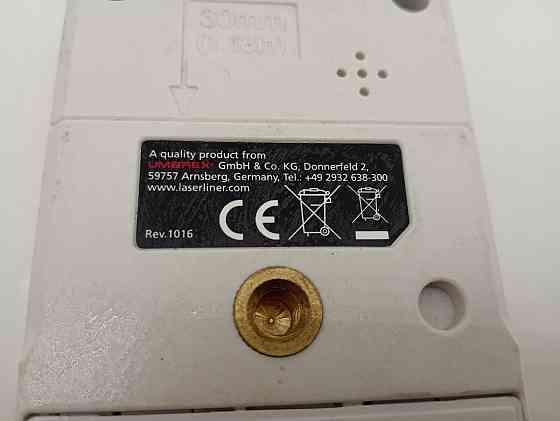 30mm
A quality product from
UMAREX® GmbH & Co. KG, Donnerfeld 2,
59757 Arnsberg, Germany, Tel.: +49 2932 638-300
www.laserliner.com
CE
Rev.1016